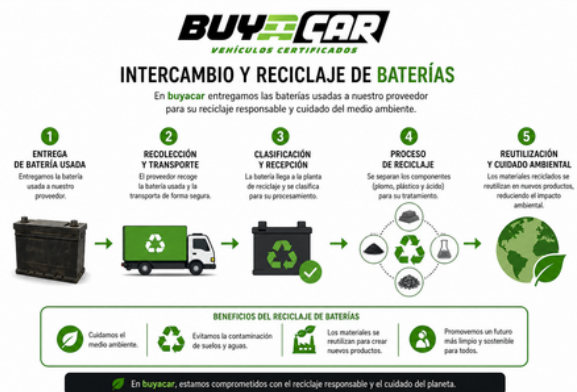 BUYACAR
VEHÍCULOS CERTIFICADOS
INTERCAMBIO Y RECICLAJE DE BATERÍAS
En buyacar entregamos las baterías usadas a nuestro proveedor
para su reciclaje responsable y cuidado del medio ambiente.
1
ENTREGA
DE BATERÍA USADA
Entregamos la batería
usada a nuestro
proveedor.
2
RECOLECCIÓN
Y TRANSPORTE
El proveedor recoge
la batería usada y la
transporta de forma segura.
3
CLASIFICACIÓN
Y RECEPCIÓN
La batería llega a la planta
de reciclaje y se clasifica
para su procesamiento.
4
PROCESO
DE RECICLAJE
Se separan los componentes
(plomo, plástico y ácido)
para su tratamiento.
5
REUTILIZACIÓN
Y CUIDADO AMBIENTAL
Los materiales reciclados se
reutilizan en nuevos productos,
reduciendo el impacto
ambiental.
BENEFICIOS DEL RECICLAJE DE BATERÍAS
Cuidamos el
medio ambiente.
Evitamos la contaminación
de suelos y aguas.
Los materiales se
reutilizan para crear
nuevos productos.
Promovemos un futuro
más limpio y sostenible
para todos.
En buyacar, estamos comprometidos con el reciclaje responsable y el cuidado del planeta.